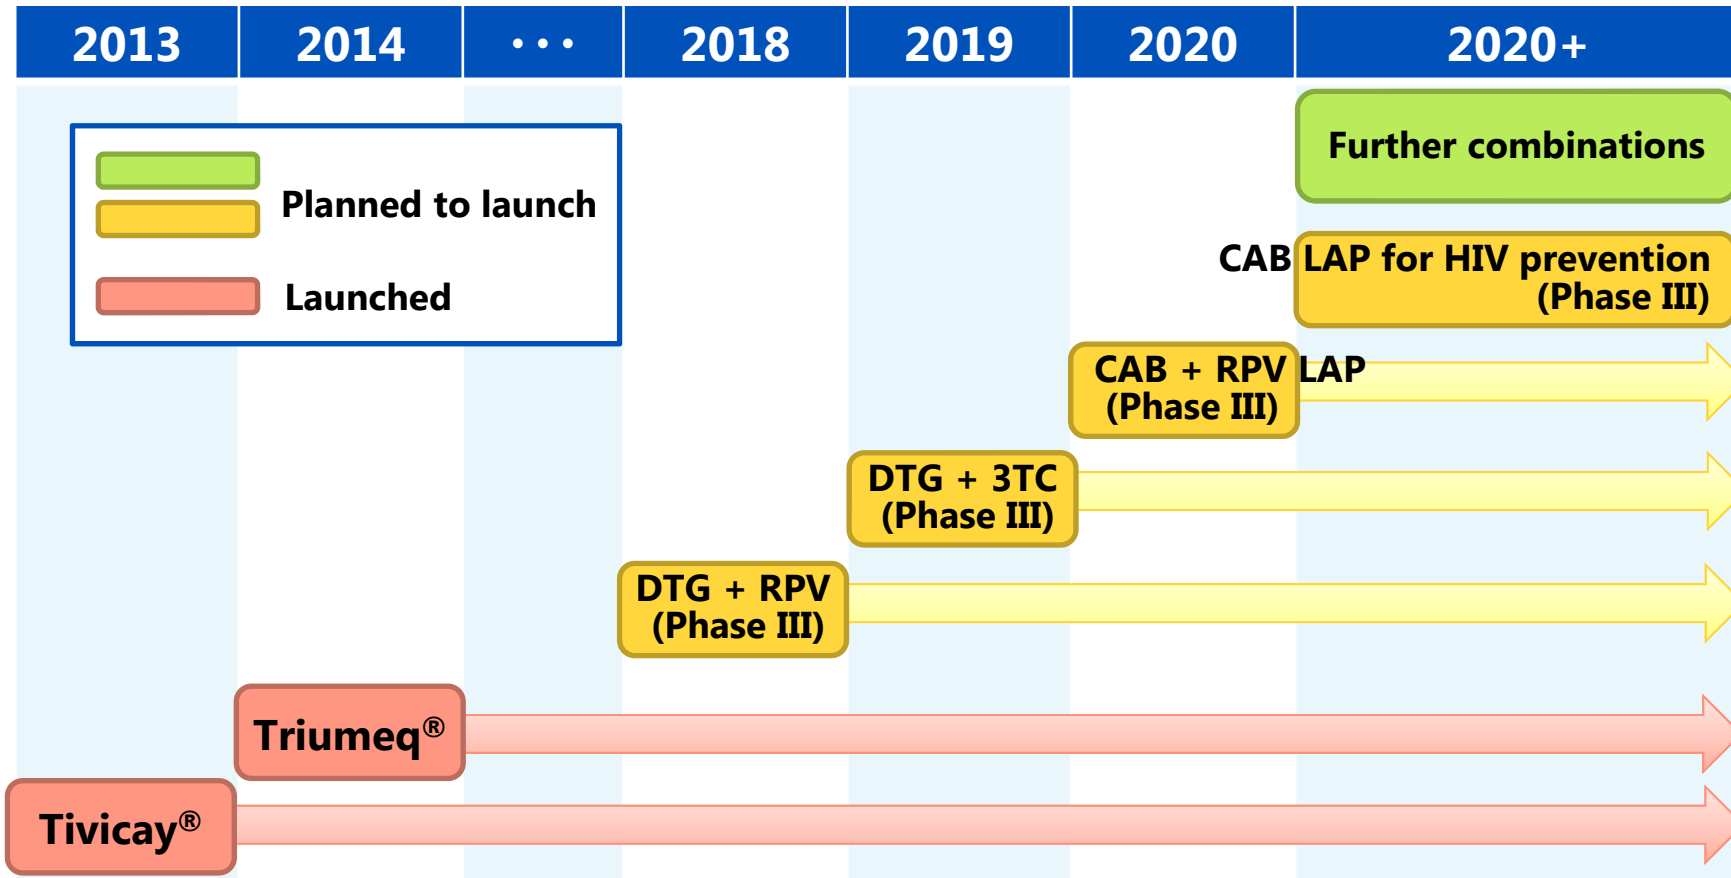 2013 2014 ・・・ 2018 2019 2020 2020+
Further combinations
Planned to launch
Launched
CAB LAP for HIV prevention
(Phase III)
CAB + RPV LAP
(Phase III)
DTG + 3TC
(Phase III)
DTG + RPV
(Phase III)
Triumeq®
Tivicay®